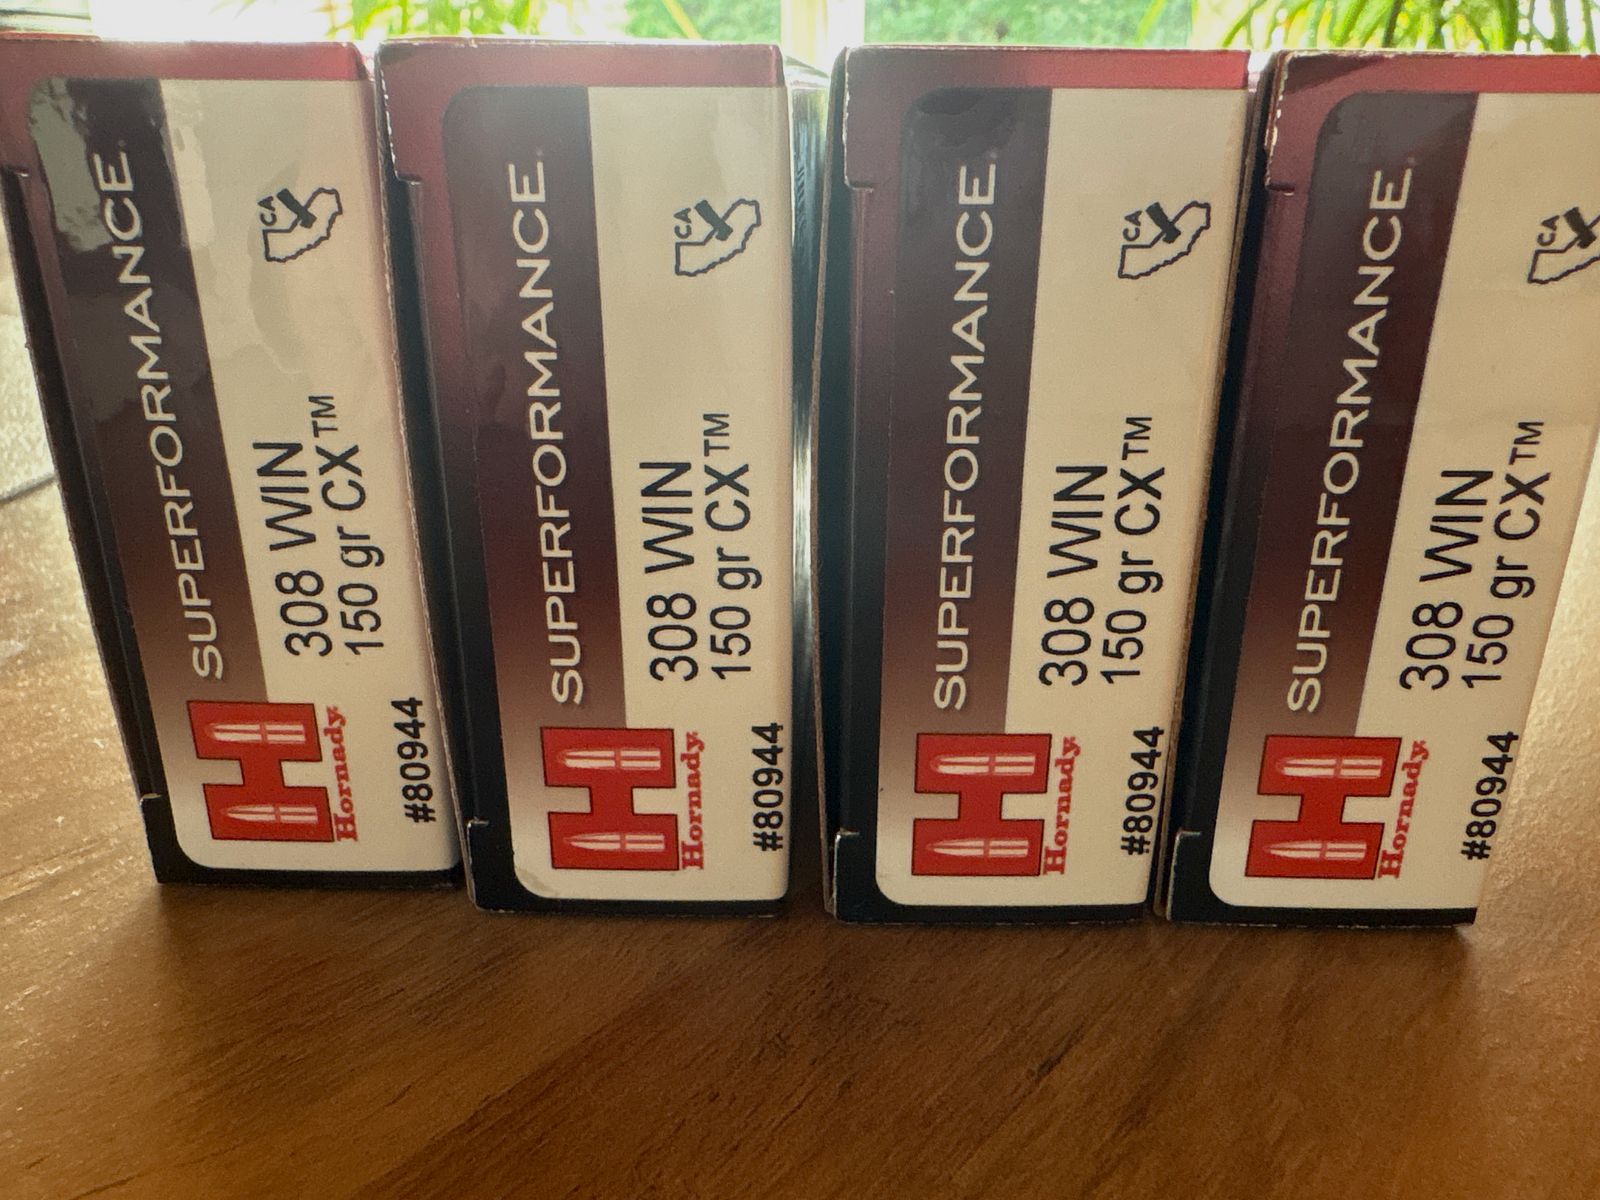 SUPERFORMANCE
CA
308 WIN
150 gr CX™
Hornady
#80944
SUPERFORMANCE
CA
308 WIN
150 gr CX™
Hornady
#80944
SUPERFORMANCE
CA
308 WIN
150 gr CX™
Hornady
#80944
SUPERFORMANCE
CA
308 WIN
150 gr CX™
Hornady
#80944